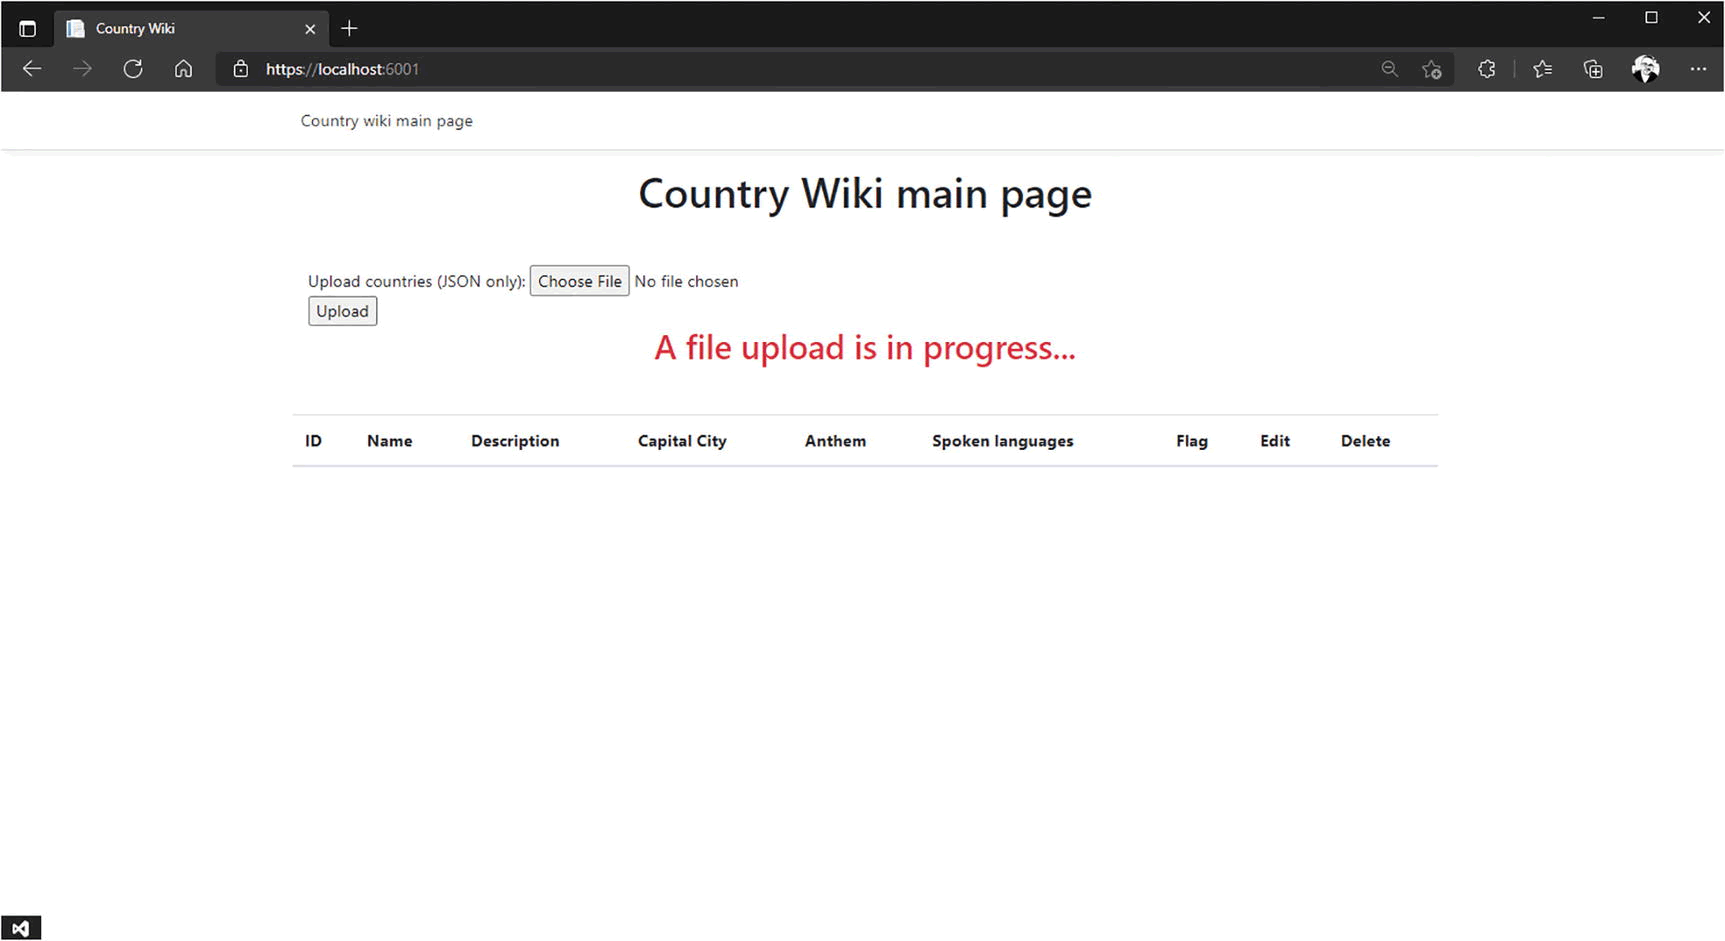 Country Wiki
https://localhost:6001
Country wiki main page
Country Wiki main page
Upload countries (JSON only): Choose File No file chosen
Upload
A file upload is in progress...
ID Name Description Capital City Anthem Spoken languages Flag Edit Delete